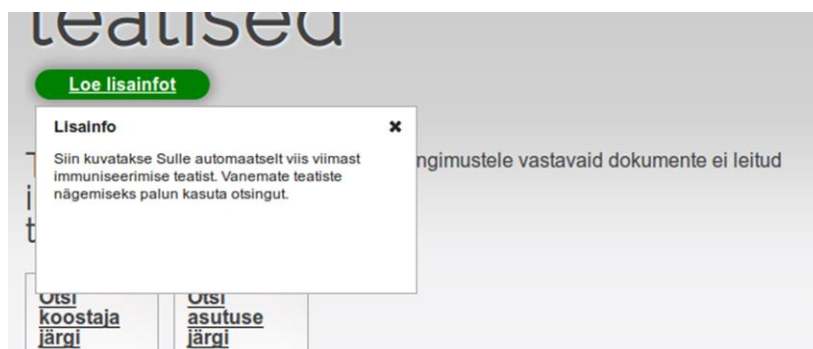 teatised
Loe lisainfot
Lisainfo
Siin kuvatakse Sulle automaatselt viis viimast
immuniseerimise teatist. Vanemate teatiste
nägemiseks palun kasuta otsingut.
ngimustele vastavaid dokumente ei leitud
Otsi
koostaja
järgi
Otsi
asutuse
järgi